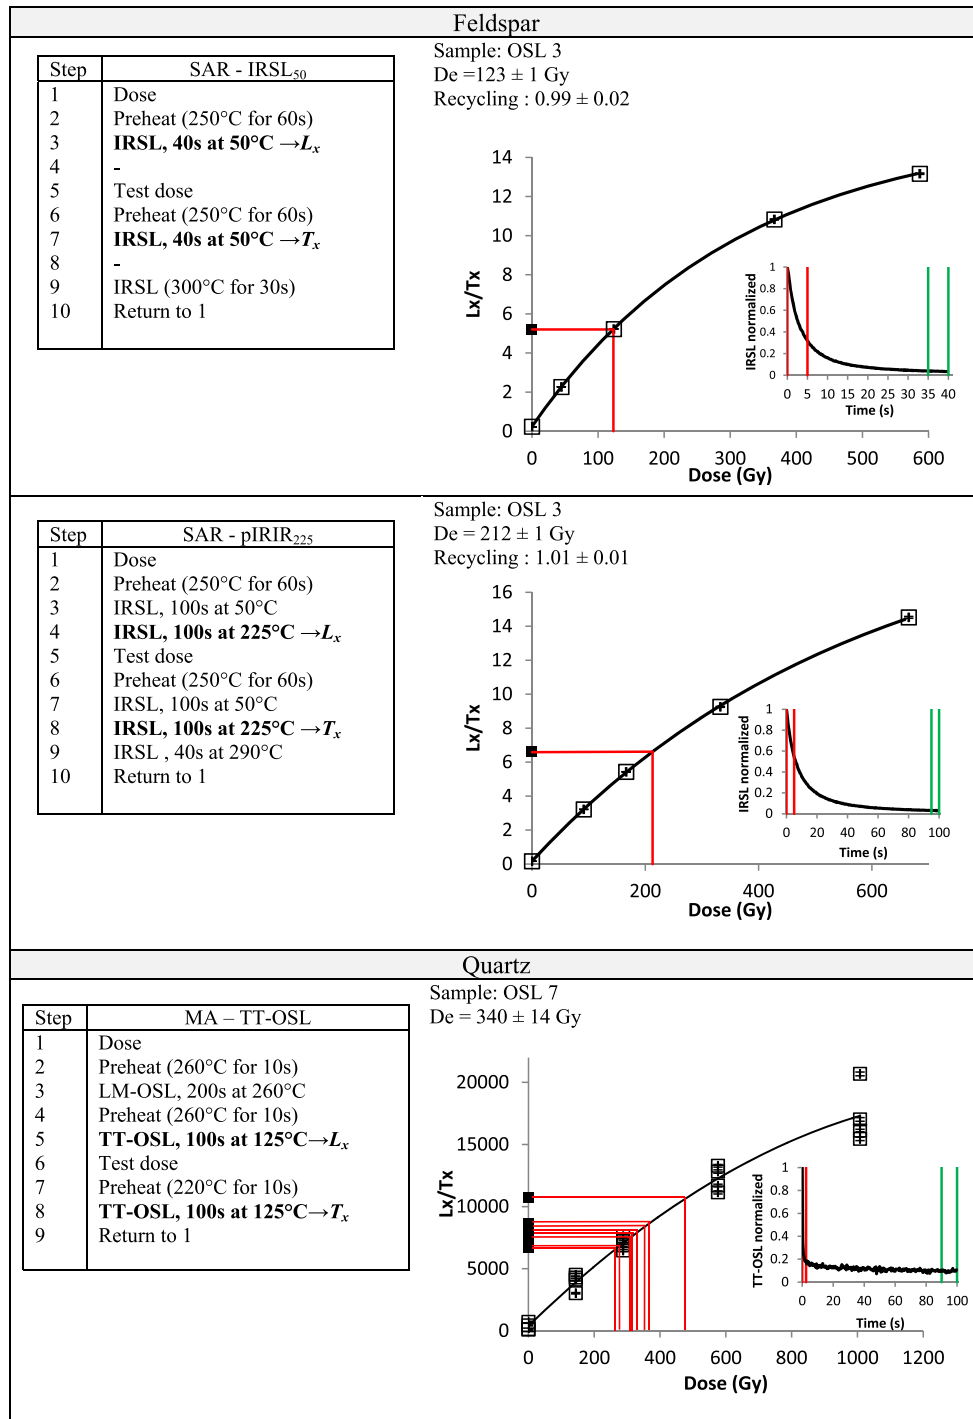 Feldspar
Step SAR - IRSL50
1 Dose
2 Preheat (250°C for 60s)
3 IRSL, 40s at 50°C →Lx
4 -
5 Test dose
6 Preheat (250°C for 60s)
7 IRSL, 40s at 50°C →Tx
8 -
9 IRSL (300°C for 30s)
10 Return to 1
Sample: OSL 3
De =123 ± 1 Gy
Recycling : 0.99 ± 0.02
Lx/Tx
14
12
10
8
6
4
2
0
0 100 200 300 400 500 600
Dose (Gy)
IRSL normalized
1
0.8
0.6
0.4
0.2
0
0 5 10 15 20 25 30 35 40
Time (s)
Step SAR - pIRIR225
1 Dose
2 Preheat (250°C for 60s)
3 IRSL, 100s at 50°C
4 IRSL, 100s at 225°C →Lx
5 Test dose
6 Preheat (250°C for 60s)
7 IRSL, 100s at 50°C
8 IRSL, 100s at 225°C →Tx
9 IRSL , 40s at 290°C
10 Return to 1
Sample: OSL 3
De = 212 ± 1 Gy
Recycling : 1.01 ± 0.01
Lx/Tx
16
14
12
10
8
6
4
2
0
0 200 400 600
Dose (Gy)
IRSL normalized
1
0.8
0.6
0.4
0.2
0
0 20 40 60 80 100
Time (s)
Quartz
Step MA – TT-OSL
1 Dose
2 Preheat (260°C for 10s)
3 LM-OSL, 200s at 260°C
4 Preheat (260°C for 10s)
5 TT-OSL, 100s at 125°C→Lx
6 Test dose
7 Preheat (220°C for 10s)
8 TT-OSL, 100s at 125°C→Tx
9 Return to 1
Sample: OSL 7
De = 340 ± 14 Gy
Lx/Tx
20000
15000
10000
5000
0
0 200 400 600 800 1000 1200
Dose (Gy)
TT-OSL normalized
1
0.8
0.6
0.4
0.2
0
0 20 40 60 80 100
Time (s)